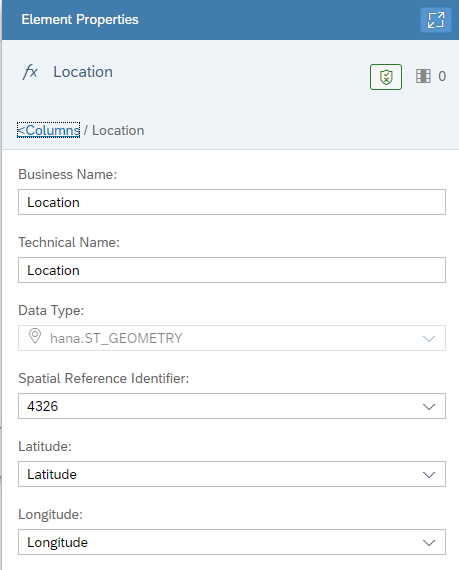 Element Properties
fx Location
0
<Columns / Location
Business Name:
Location
Technical Name:
Location
Data Type:
hana.ST_GEOMETRY
Spatial Reference Identifier:
4326
Latitude:
Latitude
Longitude:
Longitude